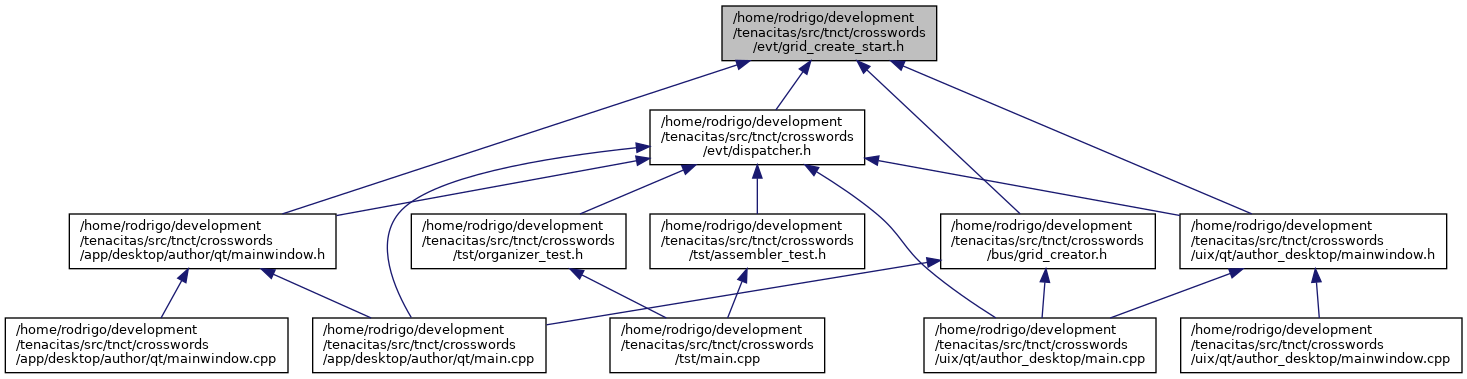 /home/rodrigo/development
/tenacitas/src/tnct/crosswords
/evt/grid_create_start.h
/home/rodrigo/development
/tenacitas/src/tnct/crosswords
/evt/dispatcher.h
/home/rodrigo/development
/tenacitas/src/tnct/crosswords
/app/desktop/author/qt/mainwindow.h
/home/rodrigo/development
/tenacitas/src/tnct/crosswords
/tst/organizer_test.h
/home/rodrigo/development
/tenacitas/src/tnct/crosswords
/tst/assembler_test.h
/home/rodrigo/development
/tenacitas/src/tnct/crosswords
/bus/grid_creator.h
/home/rodrigo/development
/tenacitas/src/tnct/crosswords
/uix/qt/author_desktop/mainwindow.h
/home/rodrigo/development
/tenacitas/src/tnct/crosswords
/app/desktop/author/qt/mainwindow.cpp
/home/rodrigo/development
/tenacitas/src/tnct/crosswords
/app/desktop/author/qt/main.cpp
/home/rodrigo/development
/tenacitas/src/tnct/crosswords
/tst/main.cpp
/home/rodrigo/development
/tenacitas/src/tnct/crosswords
/uix/qt/author_desktop/main.cpp
/home/rodrigo/development
/tenacitas/src/tnct/crosswords
/uix/qt/author_desktop/mainwindow.cpp